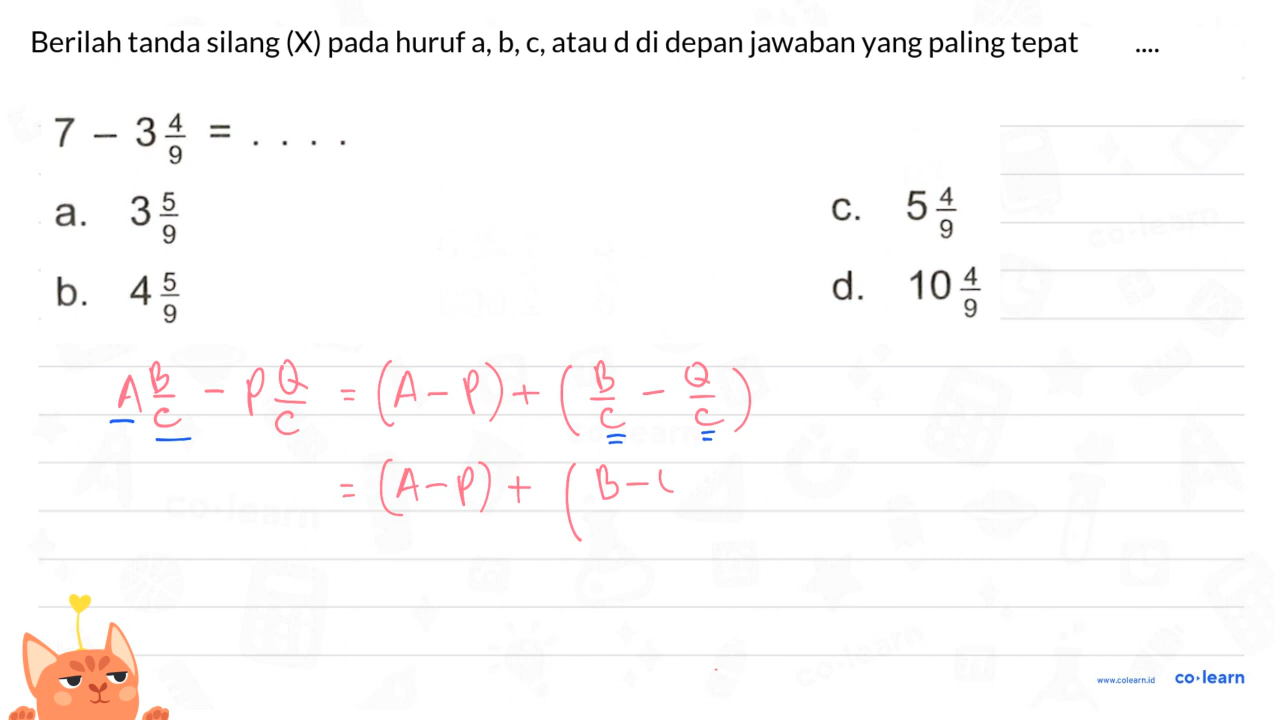 Berilah tanda silang (X) pada huruf a, b, c, atau d di depan jawaban yang paling tepat ....
7 - 3 4/9 = . . . .
a. 3 5/9
c. 5 4/9
b. 4 5/9
d. 10 4/9
A B/C - P Q/C = (A - P) + (B/C - Q/C)
= (A - P) + (B -
www.colearn.id co·learn